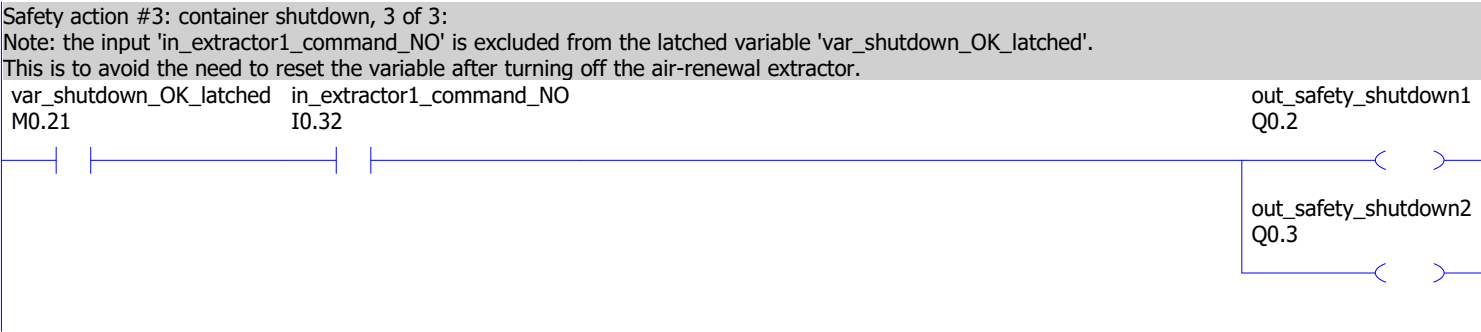 Safety action #3: container shutdown, 3 of 3:
Note: the input 'in_extractor1_command_NO' is excluded from the latched variable 'var_shutdown_OK_latched'.
This is to avoid the need to reset the variable after turning off the air-renewal extractor.
var_shutdown_OK_latched in_extractor1_command_NO out_safety_shutdown1
M0.21 I0.32 Q0.2
out_safety_shutdown2
Q0.3